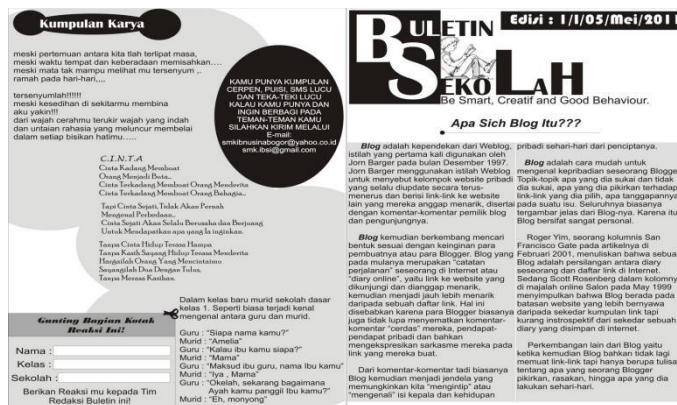 Kumpulan Karya
meski pertemuan antara kita tlah terlipat masa,
meski waktu tempat dan keberadaan memisahkan....
meski mata tak mampu melihat mu tersenyum ,.
ramah pada hari-hari,...
tersenyumlah!!!!!!
meski kesedihan di sekitarmu membina
aku yakin!!!
dari wajah cerahmu terukir wajah yang indah
dan untaian rahasia yang meluncur membelai
dalam setiap bisikan hatimu.....
KAMU PUNYA KUMPULAN
CERPEN, PUISI, SMS LUCU
DAN TEKA-TEKI LUCU
KALAU KAMU PUNYA DAN
INGIN BERBAGI PADA
TEMAN-TEMAN KAMU
SILAHKAN KIRIM MELALUI
E-mail:
smkibnusinabogor@yahoo.co.id
smk.ibsi@gmail.com
C.I.N.T.A
Cinta Kadang Membuat
Orang Menjadi Buta..
Cinta Terkadang Membuat Orang Menderita
Cinta Terkadang Membuat Orang Bahagia..
Tapi Cinta Sejati, Tidak Akan Pernah
Mengenal Perbedaan..
Cinta Sejati Akan Selalu Berusaha dan Berjuang
Untuk Mendapatkan apa yang Ia inginkan.
Tanpa Cinta Hidup Terasa Hampa
Tanpa Kasih Sayang Hidup Terasa Menderita
Hargailah Orang Yang Mencintaimu
Sayangilah Dua Dengan Tulus.
Tanpa Merasa Kasihan.
Gunting Bagian Kotak
Reaksi Ini!
Nama :
Kelas :
Sekolah :
Berikan Reaksi mu kepada Tim
Redaksi Buletin ini!
Dalam kelas baru murid sekolah dasar
kelas 1. Seperti biasa terjadi kenal
mengenal antara guru dan murid.
Guru : "Siapa nama kamu?"
Murid : "Amelia"
Guru : "Kalau ibu kamu siapa?"
Murid : "Mama"
Guru : "Maksud ibu guru, nama Ibu kamu"
Murid : "Iya , Mama"
Guru : "Okelah, sekarang bagaimana
Ayah kamu panggil Ibu kamu?"
Murid : "Eh, monyong"
BULETIN
SEKOLAH
Edisi : 1/I/05/Mei/2011
Be Smart, Creatif and Good Behaviour.
Apa Sich Blog Itu???
Blog adalah kependekan dari Weblog,
istilah yang pertama kali digunakan oleh
Jorn Barger pada bulan Desember 1997.
Jorn Barger menggunakan istilah Weblog
untuk menyebut kelompok website pribadi
yang selalu diupdate secara terus-
menerus dan berisi link-link ke website
lain yang mereka anggap menarik, disertai
dengan komentar-komentar pemilik blog
dan pengunjungnya.
Blog kemudian berkembang mencari
bentuk sesuai dengan keinginan para
pembuatnya atau para Blogger. Blog yang
pada mulanya merupakan "catatan
perjalanan" seseorang di Internet atau
"diary online", yaitu link ke website yang
dikunjungi dan dianggap menarik,
kemudian menjadi jauh lebih menarik
daripada sebuah daftar link. Hal ini
disebabkan karena para Blogger biasanya
juga tidak lupa menyematkan komentar-
komentar "cerdas" mereka, pendapat-
pendapat pribadi dan bahkan
mengekspresikan sarkasme mereka pada
link yang mereka buat.
Dari komentar-komentar tadi biasanya
Blog kemudian menjadi jendela yang
memungkinkan kita "mengintip" atau
"mengenali" isi kepala dan kehidupan
pribadi sehari-hari dari penciptanya.
Blog adalah cara mudah untuk
mengenal kepribadian seseorang Blogger.
Topik-topik apa yang dia sukai dan tidak
dia sukai, apa yang dia pikirkan terhadap
link-link yang dia pilih, apa tanggapannya
pada suatu isu. Seluruhnya biasanya
tergambar jelas dari Blog-nya. Karena itu
Blog bersifat sangat personal.
Roger Yim, seorang kolumnis San
Francisco Gate pada artikelnya di
Februari 2001, menuliskan bahwa sebuah
Blog adalah persilangan antara diary
seseorang dan daftar link di Internet.
Sedang Scott Rosenberg dalam kolomny
di majalah online Salon pada May 1999
menyimpulkan bahwa Blog berada pada
batasan website yang lebih bernyawa
daripada sekedar kumpulan link tapi
kurang instrospektif dari sekedar sebuah
diary yang disimpan di internet.
Perkembangan lain dari Blog yaitu
ketika kemudian Blog bahkan tidak lagi
memuat link-link tapi hanya berupa tulisan
tentang apa yang seorang Blogger
pikirkan, rasakan, hingga apa yang dia
lakukan sehari-hari.